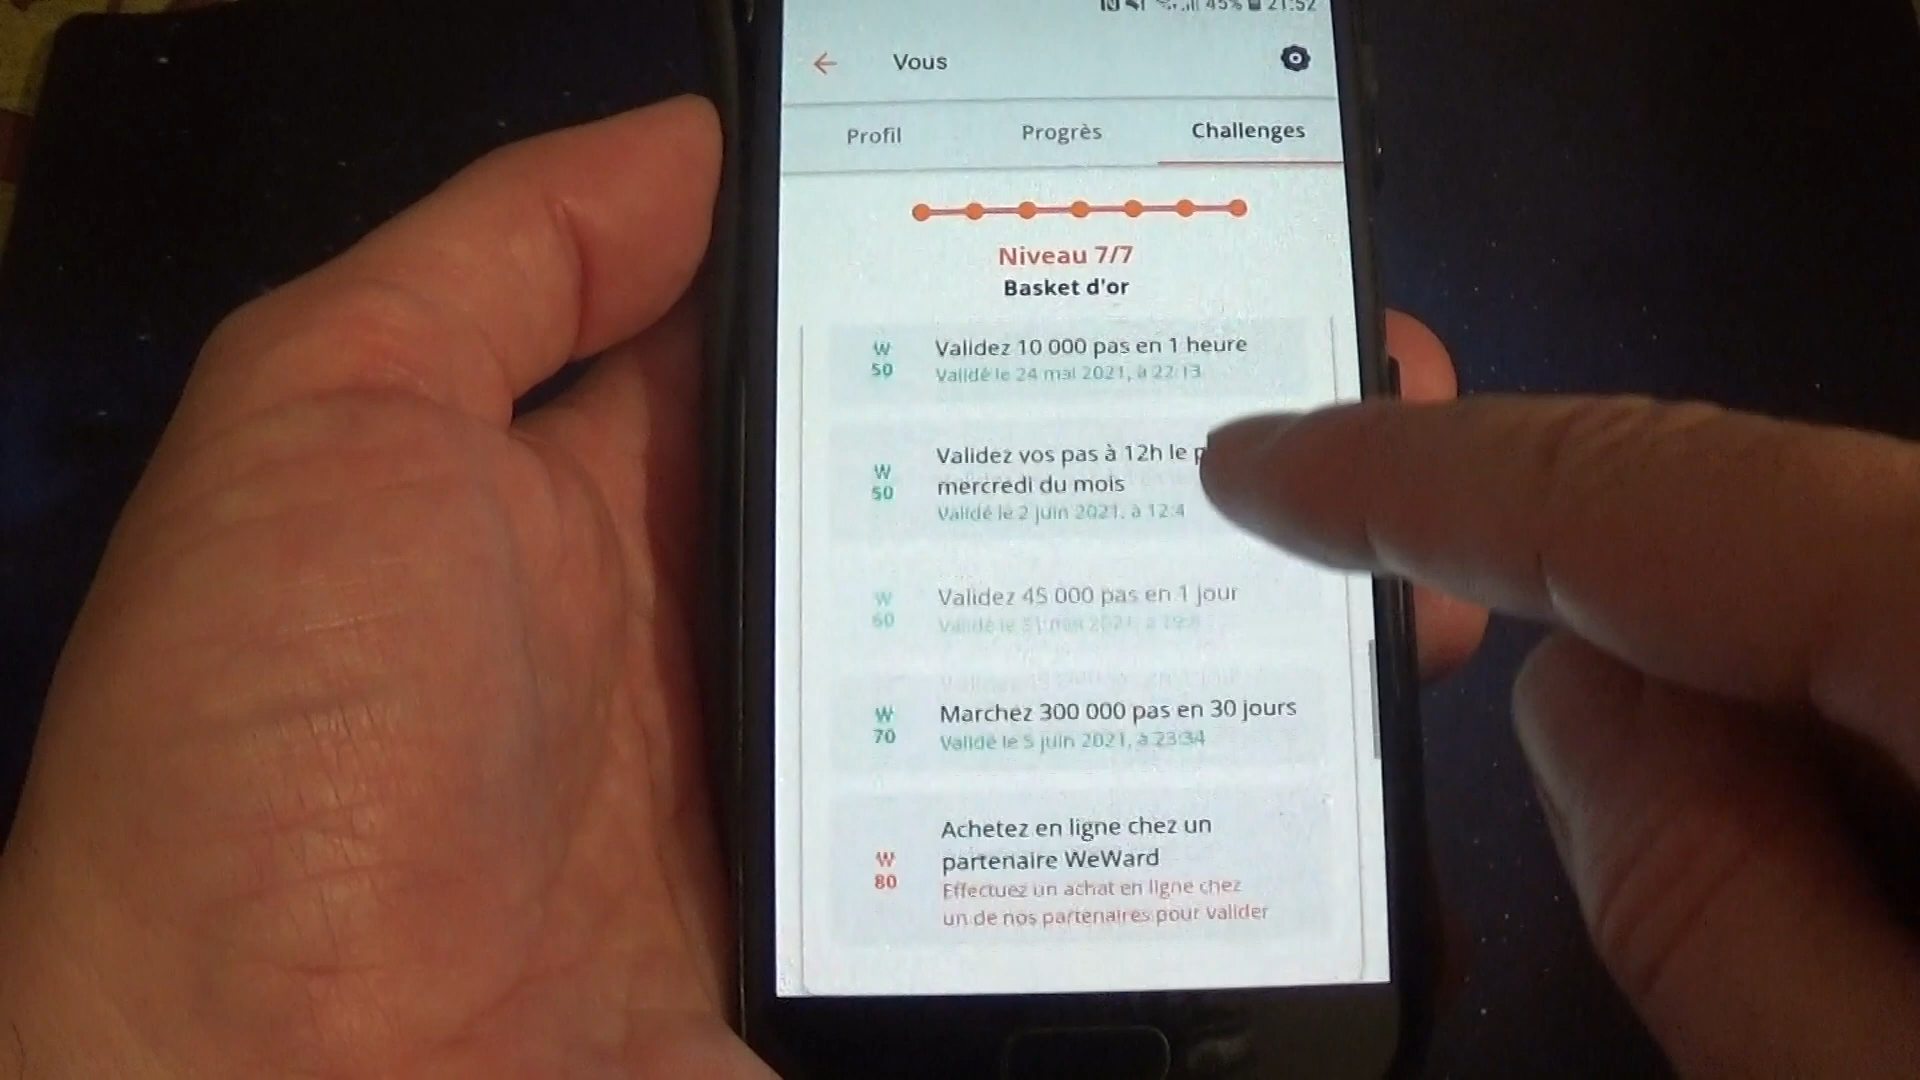 45% 21:52
Vous
Profil Progrès Challenges
Niveau 7/7
Basket d'or
W
50
Validez 10 000 pas en 1 heure
Validé le 24 mai 2021, à 22:13
W
50
Validez vos pas à 12h le
mercredi du mois
Validé le 2 juin 2021, à 12:4
W
60
Validez 45 000 pas en 1 jour
Validé le 2021, à
W
70
Marchez 300 000 pas en 30 jours
Validé le 5 juin 2021, à 23:34
W
80
Achetez en ligne chez un
partenaire WeWard
Effectuez un achat en ligne chez
un de nos partenaires pour valider